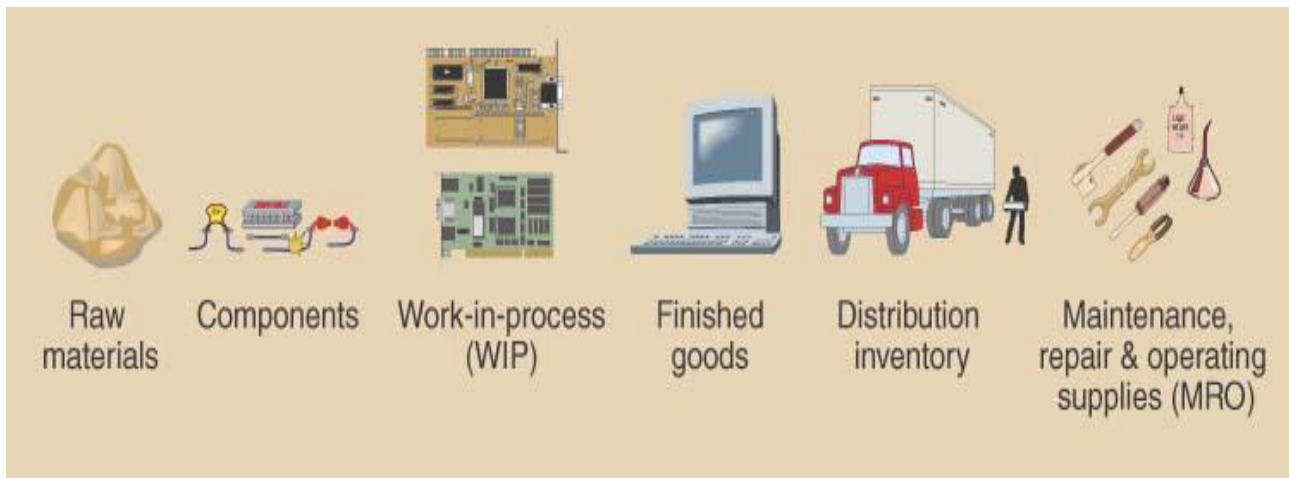 Raw
materials
Components
Work-in-process
(WIP)
Finished
goods
Distribution
inventory
Maintenance,
repair & operating
supplies (MRO)